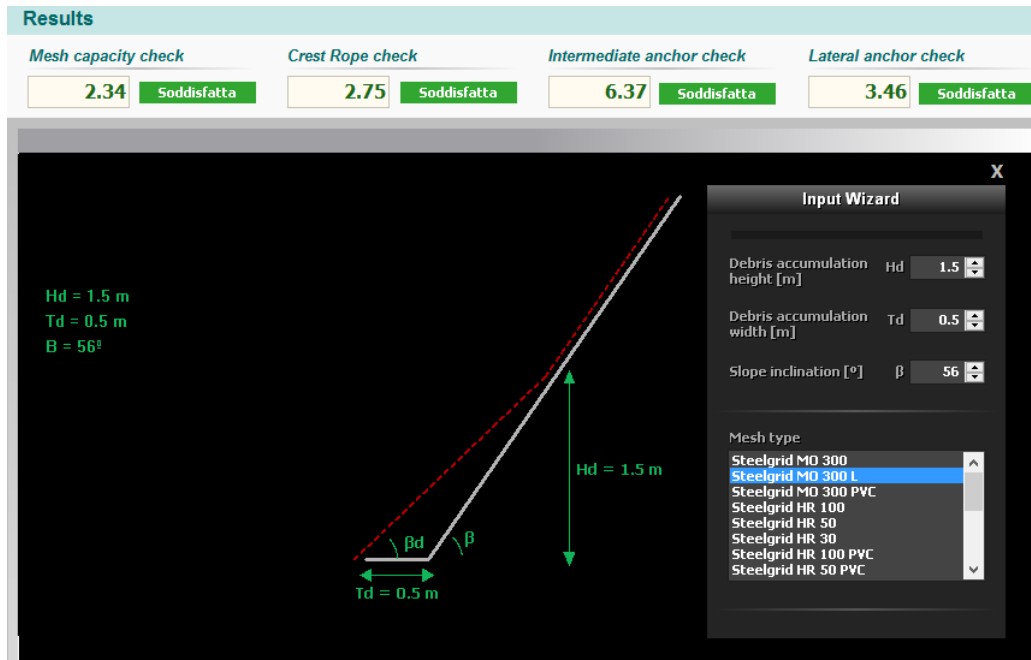 Results
Mesh capacity check
Crest Rope check
Intermediate anchor check
Lateral anchor check
2.34 Soddisfatta
2.75 Soddisfatta
6.37 Soddisfatta
3.46 Soddisfatta
X
Input Wizard
Debris accumulation
height [m]
Hd 1.5
Debris accumulation
width [m]
Td 0.5
Slope inclination [º] β 56
Mesh type
Steelgrid MO 300
Steelgrid MO 300 L
Steelgrid MO 300 PVC
Steelgrid HR 100
Steelgrid HR 50
Steelgrid HR 30
Steelgrid HR 100 PVC
Steelgrid HR 50 PVC
Hd = 1.5 m
Td = 0.5 m
B = 56º
Hd = 1.5 m
βd
β
Td = 0.5 m